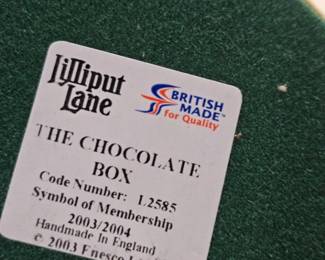 Lilliput
Lane
BRITISH
MADE™
for Quality
THE CHOCOLATE
BOX
Code Number: L2585
Symbol of Membership
2003/2004
Handmade In England
© 2003 Enesco